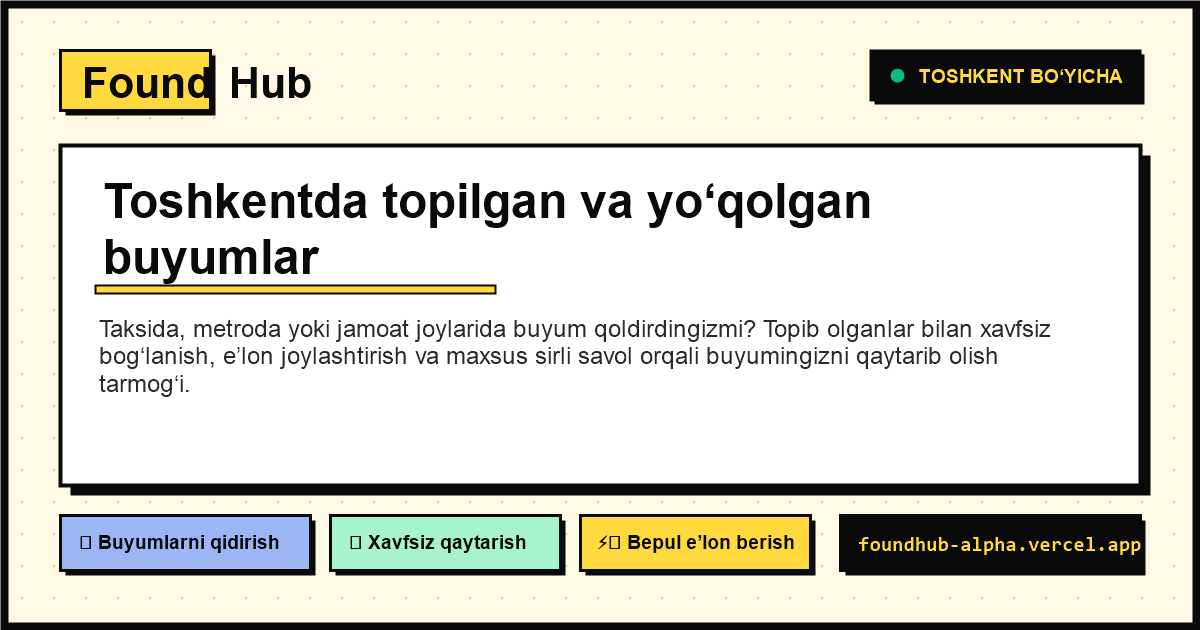 Found Hub
TOSHKENT BO‘YICHA
Toshkentda topilgan va yo‘qolgan
buyumlar
Taksida, metroda yoki jamoat joylarida buyum qoldirdingizmi? Topib olganlar bilan xavfsiz
bog‘lanish, e’lon joylashtirish va maxsus sirli savol orqali buyumingizni qaytarib olish
tarmog‘i.
Buyumlarni qidirish
Xavfsiz qaytarish
⚡ Bepul e’lon berish
foundhub-alpha.vercel.app